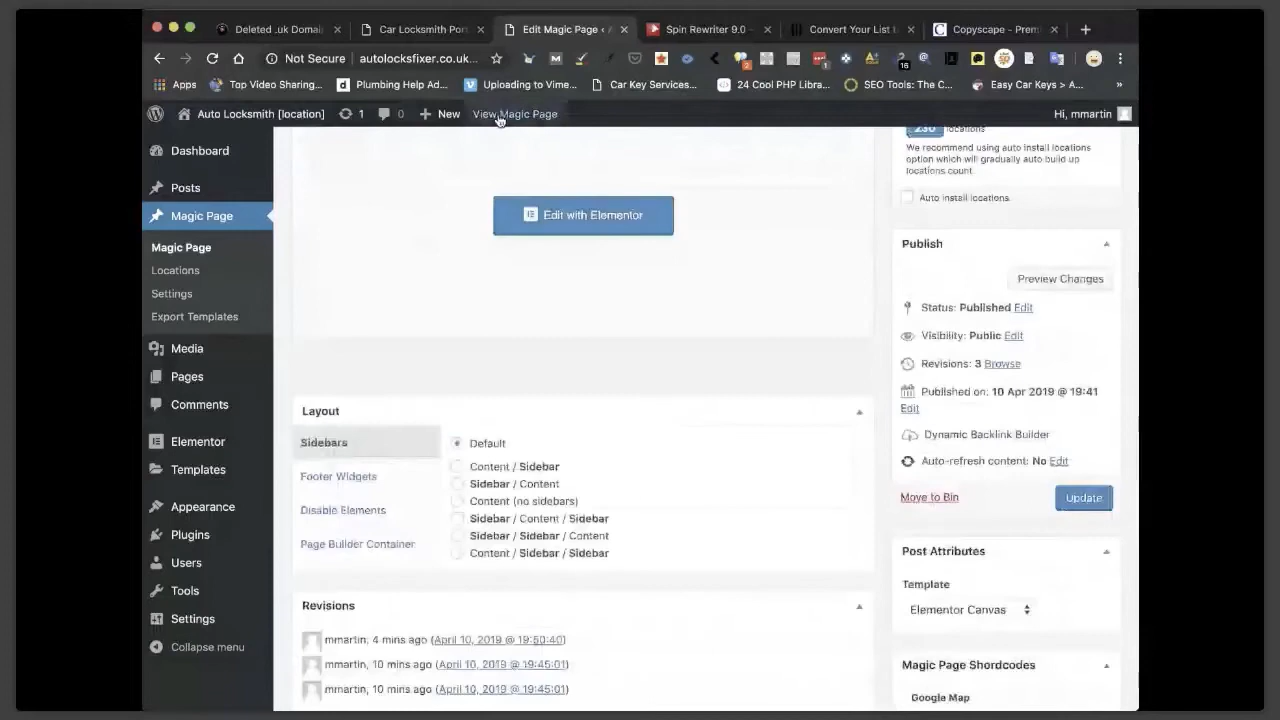 Deleted .uk Domai
Car Locksmith Por
Edit Magic Page ‹ A
Spin Rewriter 9.0
Convert Your List
Copyscape - Prem
Not Secure
autolocksfixer.co.uk...
Apps
Top Video Sharing...
Plumbing Help Ad...
Uploading to Vime...
Car Key Services...
24 Cool PHP Libra...
SEO Tools: The C...
Easy Car Keys > A...
Auto Locksmith [location]
1
0
New
View Magic Page
Hi, mmartin
Dashboard
Posts
Magic Page
Magic Page
Locations
Settings
Export Templates
Media
Pages
Comments
Elementor
Templates
Appearance
Plugins
Users
Tools
Settings
Collapse menu
Edit with Elementor
Layout
Sidebars
Footer Widgets
Disable Elements
Page Builder Container
Default
Content / Sidebar
Sidebar / Content
Content (no sidebars)
Sidebar / Content / Sidebar
Sidebar / Sidebar / Content
Content / Sidebar / Sidebar
Revisions
mmartin, 4 mins ago (April 10, 2019 @ 19:50:40)
mmartin, 10 mins ago (April 10, 2019 @ 19:45:01)
mmartin, 10 mins ago (April 10, 2019 @ 19:45:01)
230 locations
We recommend using auto install locations
option which will gradually auto build up
locations count.
Auto install locations.
Publish
Preview Changes
Status: Published Edit
Visibility: Public Edit
Revisions: 3 Browse
Published on: 10 Apr 2019 @ 19:41
Edit
Dynamic Backlink Builder
Auto-refresh content: No Edit
Move to Bin
Update
Post Attributes
Template
Elementor Canvas
Magic Page Shordcodes
Google Map